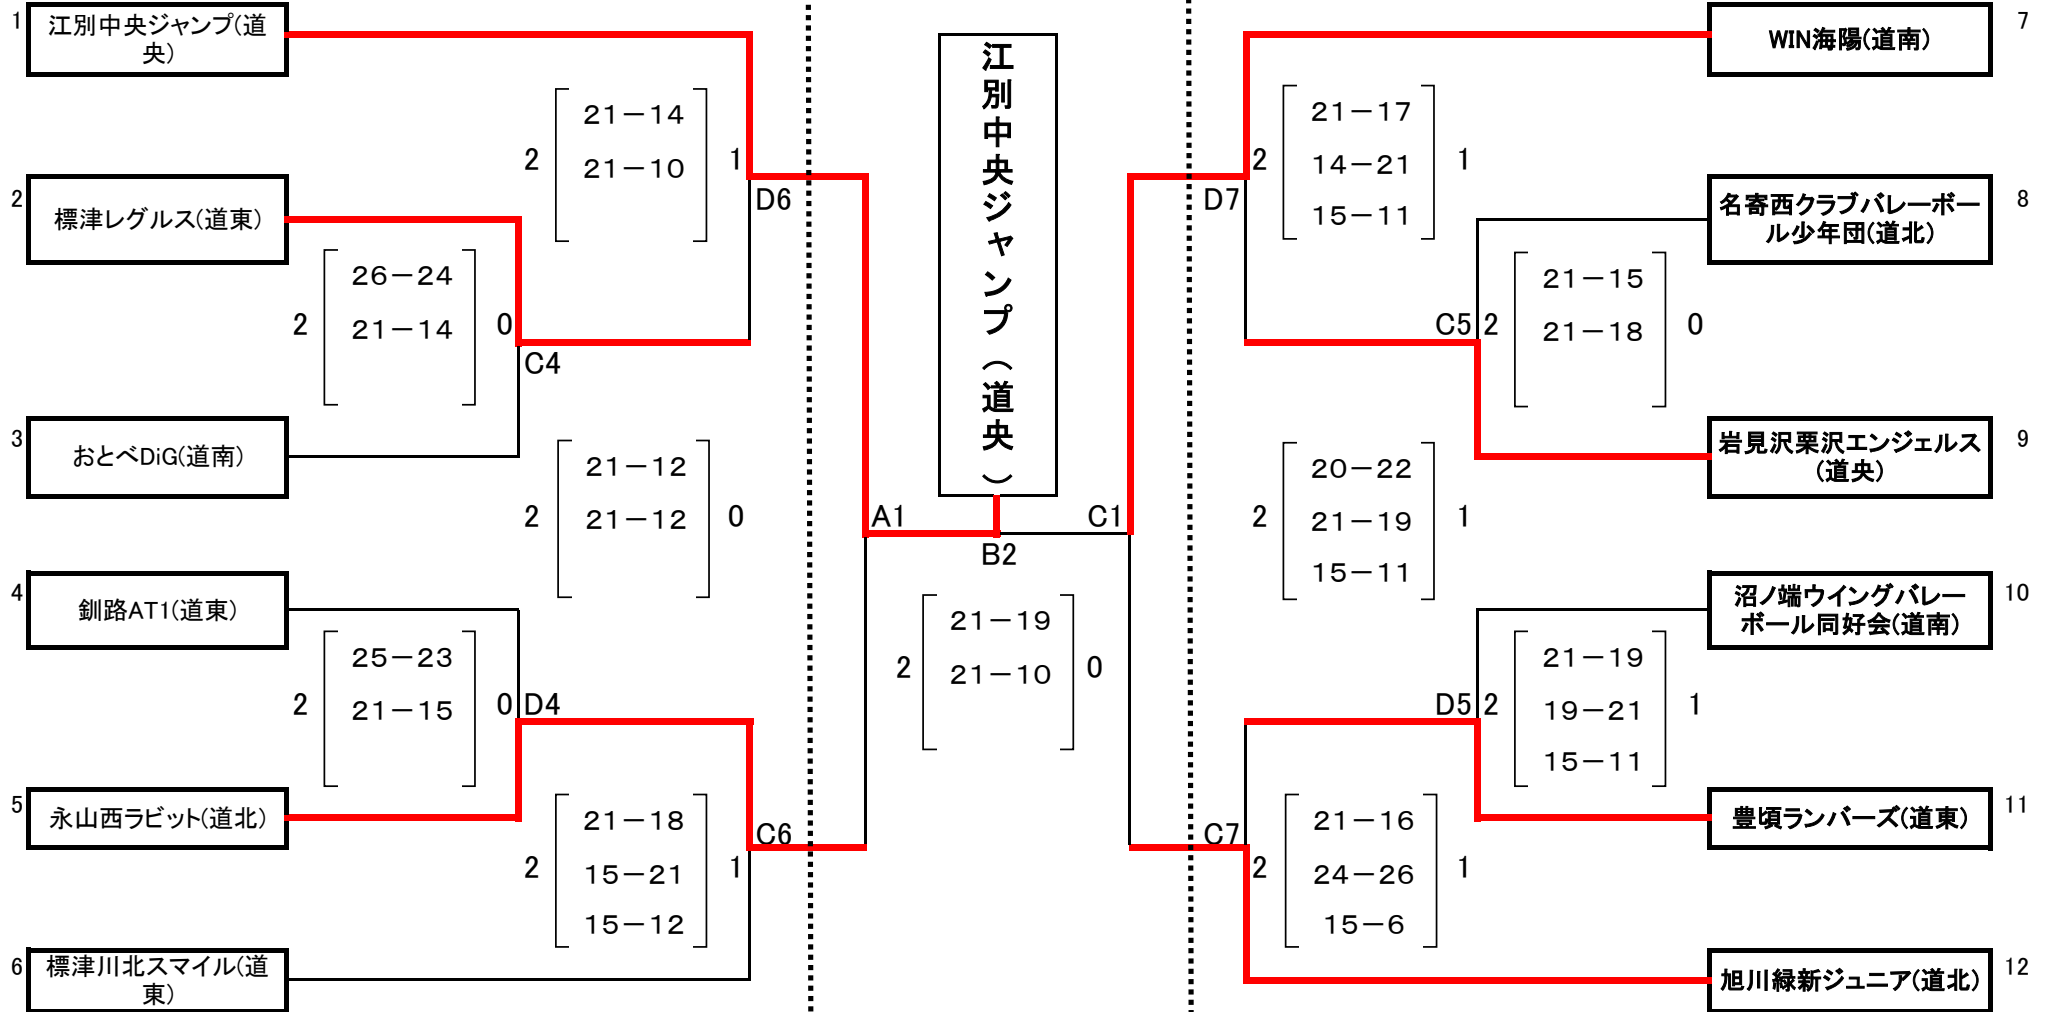 1
江別中央ジャンプ(道
央)
2
標津レグルス(道東)
3
おとべDiG(道南)
4
釧路AT1(道東)
5
永山西ラビット(道北)
6
標津川北スマイル(道
東)
2
26－24
21－14
0
C4
2
25－23
21－15
0
D4
2
21－14
21－10
1
D6
2
21－12
21－12
0
A1
2
21－18
15－21
15－12
1
C6
江別中央ジャンプ（道央）
B2
2
21－19
21－10
0
C1
D7
2
21－17
14－21
15－11
1
2
20－22
21－19
15－11
1
C7
2
21－16
24－26
15－6
1
C5
2
21－15
21－18
0
D5
2
21－19
19－21
15－11
1
WIN海陽(道南)
7
名寄西クラブバレーボー
ル少年団(道北)
8
岩見沢栗沢エンジェルス
(道央)
9
沼ノ端ウイングバレー
ボール同好会(道南)
10
豊頃ランバーズ(道東)
11
旭川緑新ジュニア(道北)
12